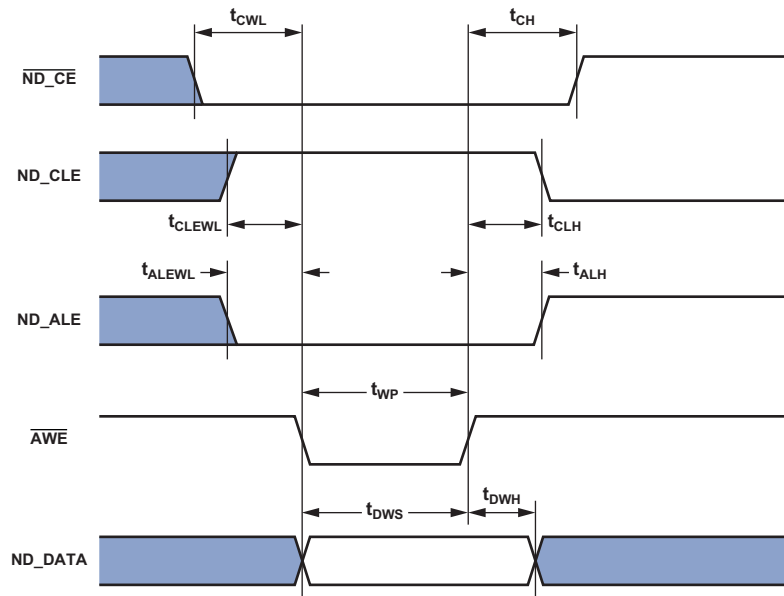 tCWL tCH
ND_CE
ND_CLE
tCLEWL tCLH
tALEWL tALH
ND_ALE
tWP
AWE
tDWS tDWH
ND_DATA